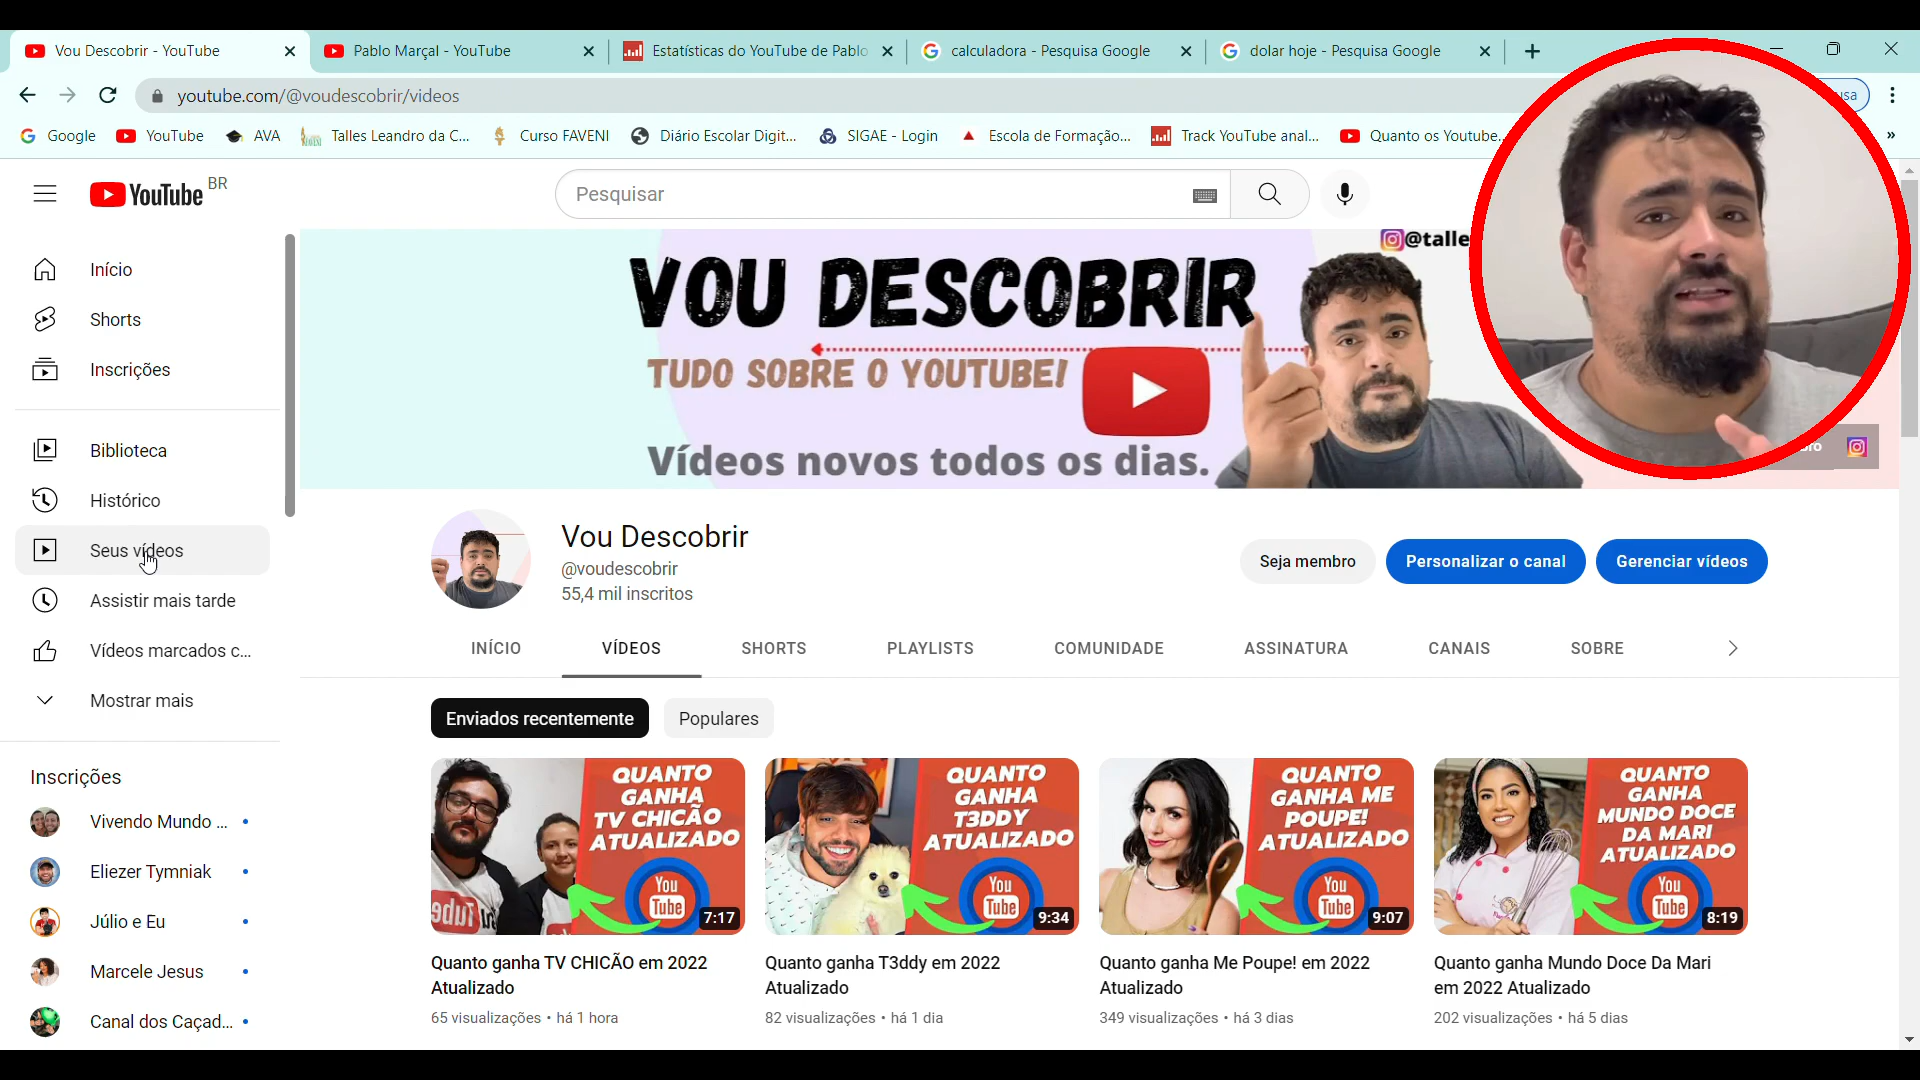 Vou Descobrir - YouTube
Pablo Marçal - YouTube
Estatísticas do YouTube de Pablo
calculadora - Pesquisa Google
dolar hoje - Pesquisa Google
youtube.com/@voudescobrir/videos
Google
YouTube
AVA
Talles Leandro da C...
Curso FAVENI
Diário Escolar Digit...
SIGAE - Login
Escola de Formação...
Track YouTube anal...
Quanto os Youtube...
YouTube BR
Pesquisar
Início
Shorts
Inscrições
Biblioteca
Histórico
Seus vídeos
Assistir mais tarde
Vídeos marcados c...
Mostrar mais
Inscrições
Vivendo Mundo ...
Eliezer Tymniak
Júlio e Eu
Marcele Jesus
Canal dos Caçad...
@talle
VOU DESCOBRIR
TUDO SOBRE O YOUTUBE!
Vídeos novos todos os dias.
Vou Descobrir
@voudescobrir
55,4 mil inscritos
Seja membro
Personalizar o canal
Gerenciar vídeos
INÍCIO
VÍDEOS
SHORTS
PLAYLISTS
COMUNIDADE
ASSINATURA
CANAIS
SOBRE
Enviados recentemente
Populares
QUANTO
GANHA
TV CHICÃO
ATUALIZADO
You
Tube
7:17
Quanto ganha TV CHICÃO em 2022
Atualizado
65 visualizações • há 1 hora
QUANTO
GANHA
T3DDY
ATUALIZADO
You
Tube
9:34
Quanto ganha T3ddy em 2022
Atualizado
82 visualizações • há 1 dia
QUANTO
GANHA ME
POUPE!
ATUALIZADO
You
Tube
9:07
Quanto ganha Me Poupe! em 2022
Atualizado
349 visualizações • há 3 dias
QUANTO
GANHA
MUNDO DOCE
DA MARI
ATUALIZADO
You
Tube
8:19
Quanto ganha Mundo Doce Da Mari
em 2022 Atualizado
202 visualizações • há 5 dias